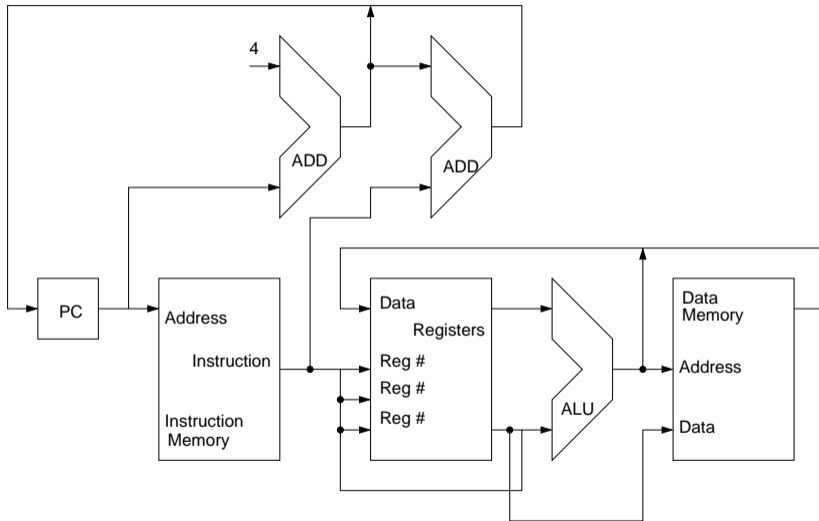 4
ADD
ADD
PC
Address
Instruction
Instruction
Memory
Data
Registers
Reg #
Reg #
Reg #
ALU
Data
Memory
Address
Data